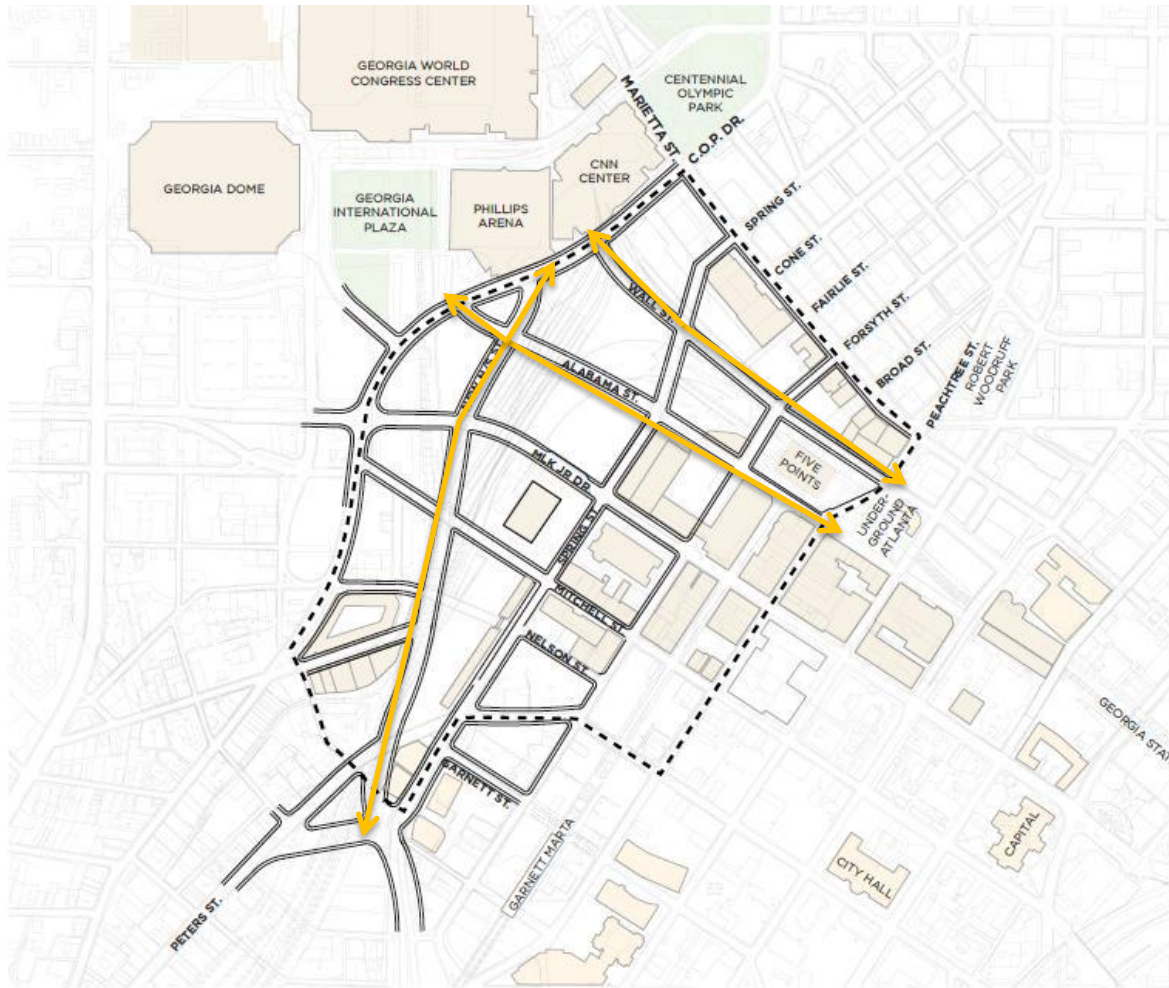 GEORGIA WORLD
CONGRESS CENTER
CENTENNIAL
OLYMPIC
PARK
MARIETTA ST.
C.O.P. DR.
GEORGIA DOME
GEORGIA
INTERNATIONAL
PLAZA
PHILLIPS
ARENA
CNN
CENTER
SPRING ST.
CONE ST.
FAIRLIE ST.
FORSYTH ST.
BROAD ST.
PEACHTREE ST.
ROBERT
WOODRUFF
PARK
WALL ST.
ALABAMA ST.
MLK JR DR.
FIVE
POINTS
UNDER-
GROUND
ATLANTA
SPRING ST.
MITCHELL ST.
NELSON ST.
GARNETT ST.
GEORGIA STA
GARNETT MARTA
CITY HALL
CAPITAL
PETERS ST.